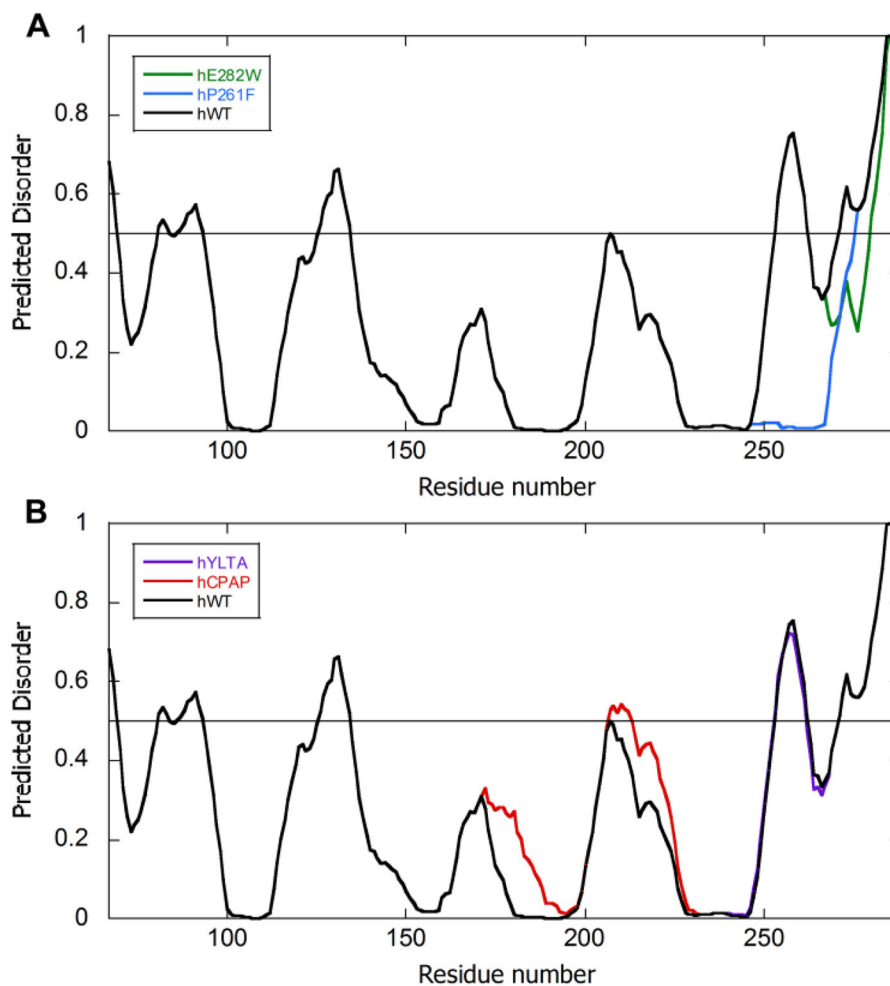 A
hE282W
hP261F
hWT
Predicted Disorder
1
0.8
0.6
0.4
0.2
0
100
150
200
250
Residue number
B
hYLTA
hCPAP
hWT
Predicted Disorder
1
0.8
0.6
0.4
0.2
0
100
150
200
250
Residue number